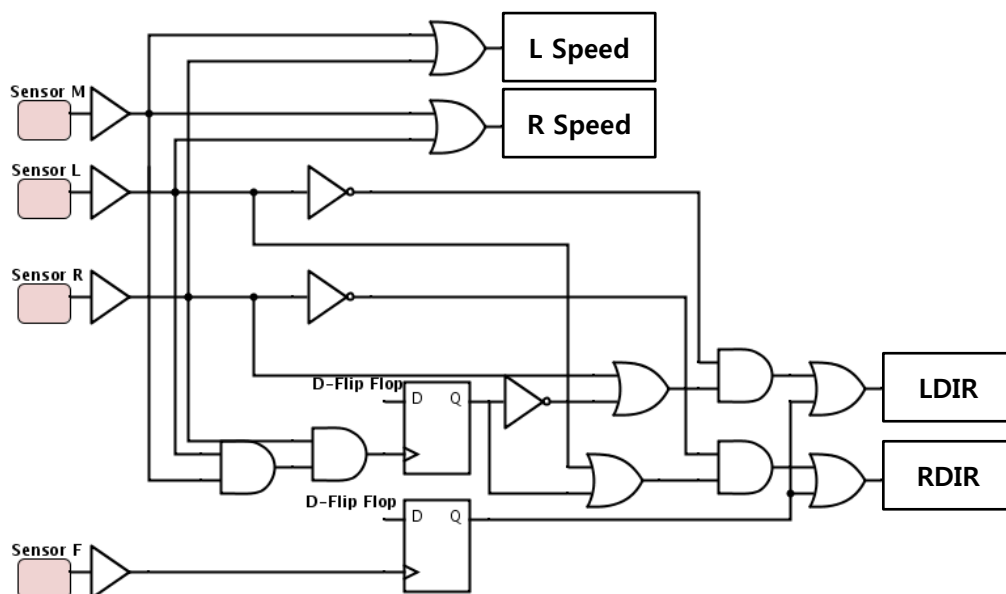 L Speed
Sensor M
R Speed
Sensor L
Sensor R
D-Flip Flop
D Q
LDIR
RDIR
D-Flip Flop
D Q
Sensor F